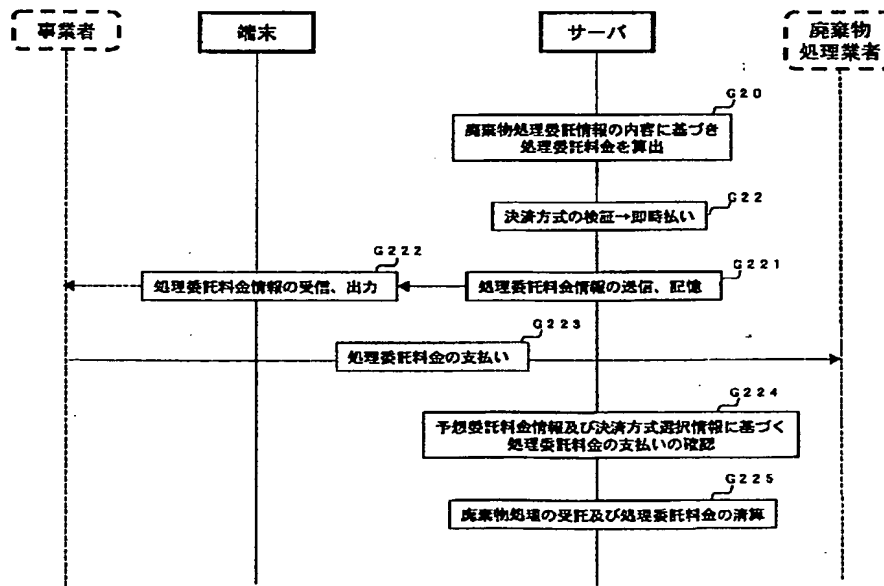 事業者
端末
サーバ
廃棄物
処理業者
G20
廃棄物処理委託情報の内容に基づき
処理委託料金を算出
G22
決済方式の検証→即時払い
G222
処理委託料金情報の受信、出力
G221
処理委託料金情報の送信、記憶
G223
処理委託料金の支払い
G224
予想委託料金情報及び決済方式選択情報に基づく
処理委託料金の支払いの確認
G225
廃棄物処理の受託及び処理委託料金の清算